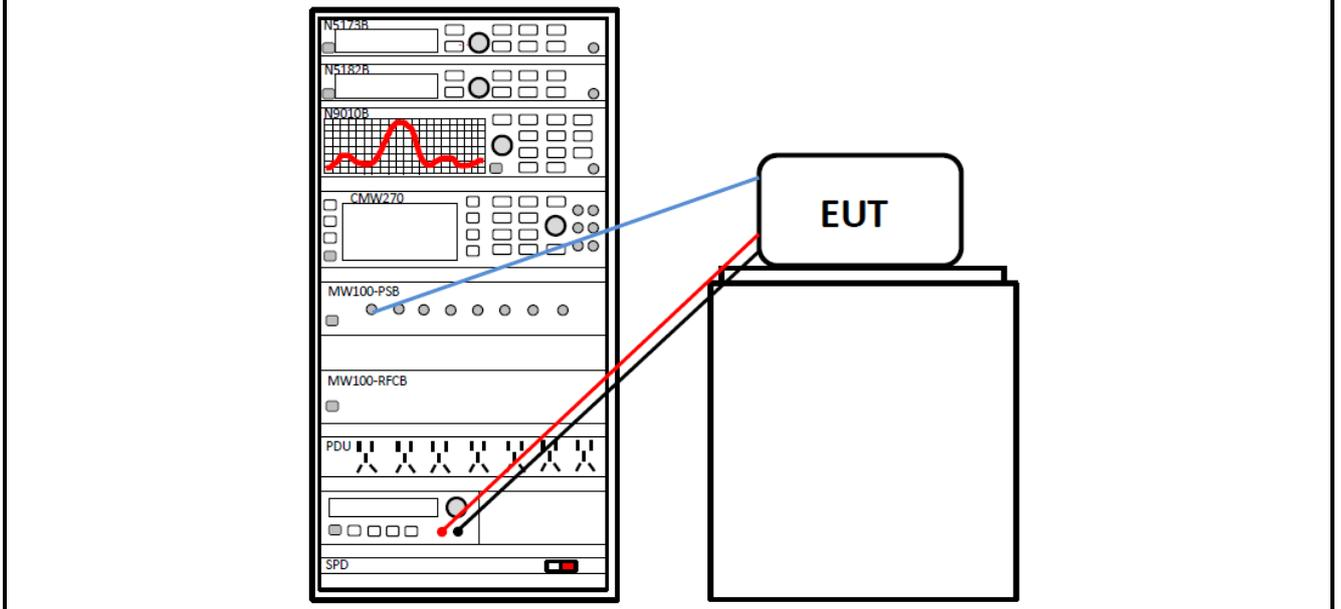 N5173B
N5182B
N9010B
CMW270
EUT
MW100-PSB
MW100-RFCB
PDU
SPD